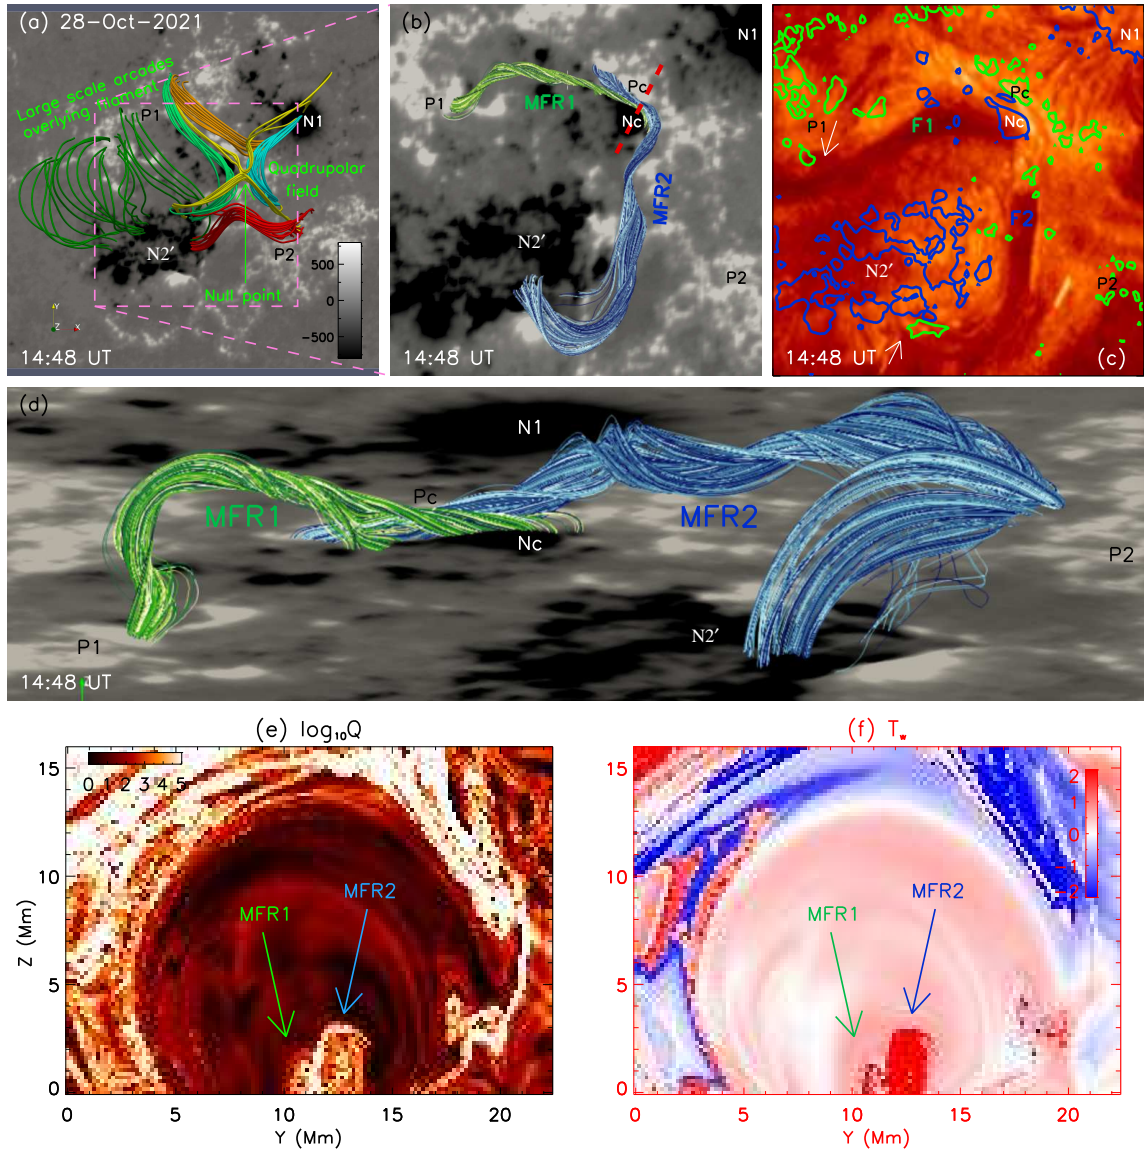 (a) 28-Oct-2021
Large scale arcades
overlying filament
P1
N1
Quadrupolar
field
N2′
P2
Null point
500
0
−500
Y
Z
X
14:48 UT
(b)
N1
P1
MFR1
Pc
Nc
MFR2
N2′
P2
14:48 UT
N1
Pc
P1
F1
Nc
F2
N2′
P2
14:48 UT
(c)
(d)
N1
Pc
MFR1
MFR2
Nc
P2
N2′
P1
14:48 UT
(e) log₁₀Q
0 1 2 3 4 5
15
10
5
0
Z (Mm)
MFR1
MFR2
0 5 10 15 20
Y (Mm)
(f) Tw
2
1
0
−1
−2
15
10
5
0
MFR1
MFR2
0 5 10 15 20
Y (Mm)